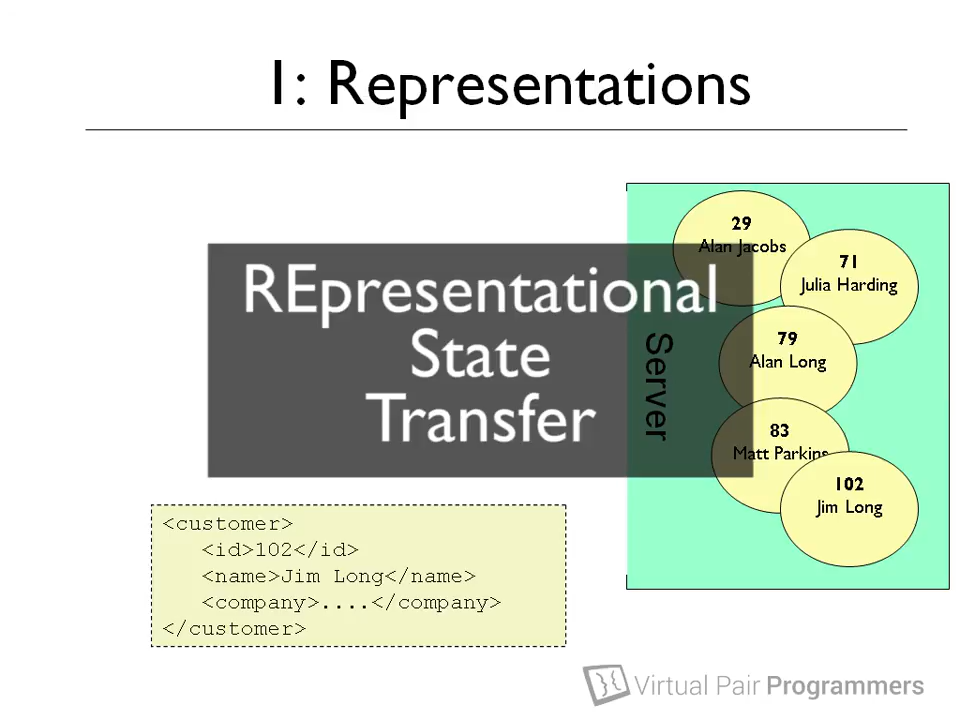 1: Representations
29
Alan Jacobs
71
Julia Harding
REpresentational
State
Transfer
Server
79
Alan Long
83
Matt Parkins
102
Jim Long
<customer>
<id>102</id>
<name>Jim Long</name>
<company>....</company>
</customer>
Virtual Pair Programmers